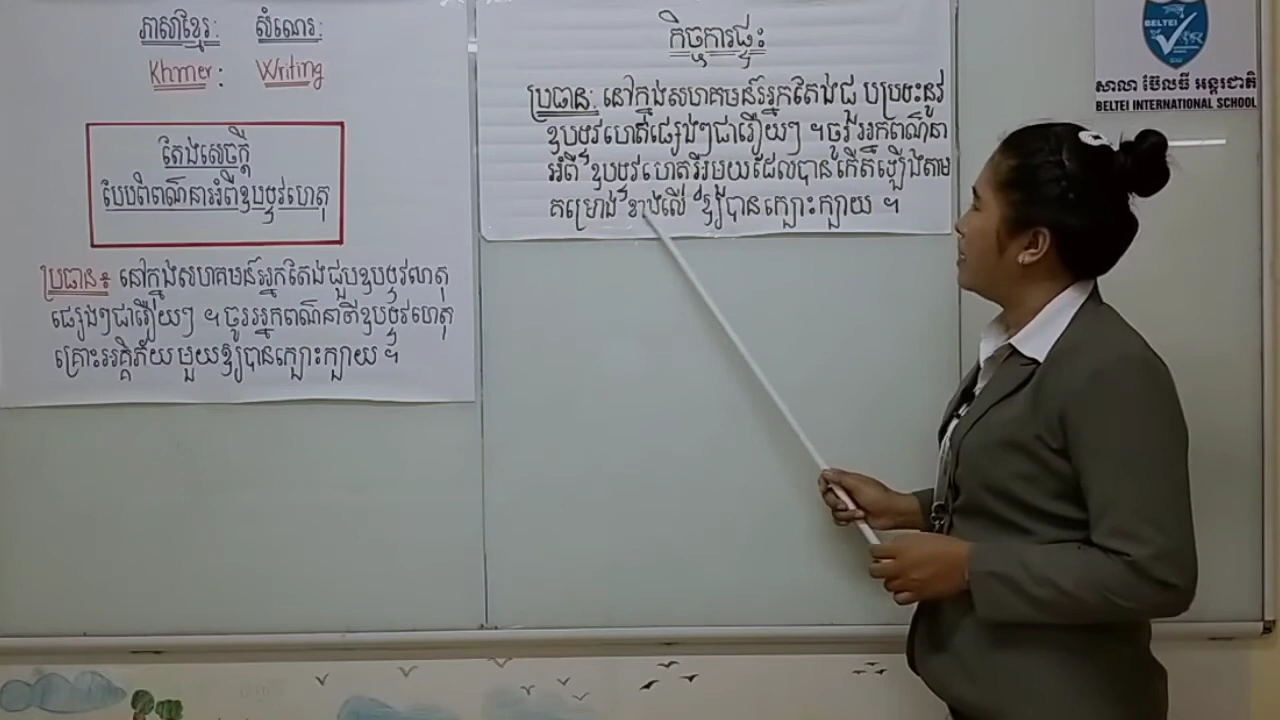 ភាសាខ្មែរ: សំណេរ:
Khmer: Writing
តែងសេចក្តី
បែបពិពណ៌នារអំពីឧបទ្ទវហេតុ
ប្រធាន៖ នៅក្នុងសហគមន៍អ្នកតែងជួបឧបទ្ទវហេតុ
ផ្សេងៗជារឿយៗ ។ ចូរអ្នកពណ៌នាពីឧបទ្ទវហេតុ
គ្រោះអគ្គិភ័យមួយឱ្យបានក្បោះក្បាយ ។
កិច្ចការផ្ទះ
ប្រធាន: នៅក្នុងសហគមន៍អ្នកតែងជួបប្រទះនូវ
ឧបទ្ទវហេតុផ្សេងៗជារឿយៗ ។ ចូរអ្នកពណ៌នា
អំពីឧបទ្ទវហេតុអ្វីមួយដែលបានកើតឡើងតាម
គម្រោងខាងលើ ឱ្យបានក្បោះក្បាយ ។
BELTEI
សាលា ប៊ែលធី អន្តរជាតិ
BELTEI INTERNATIONAL SCHOOL